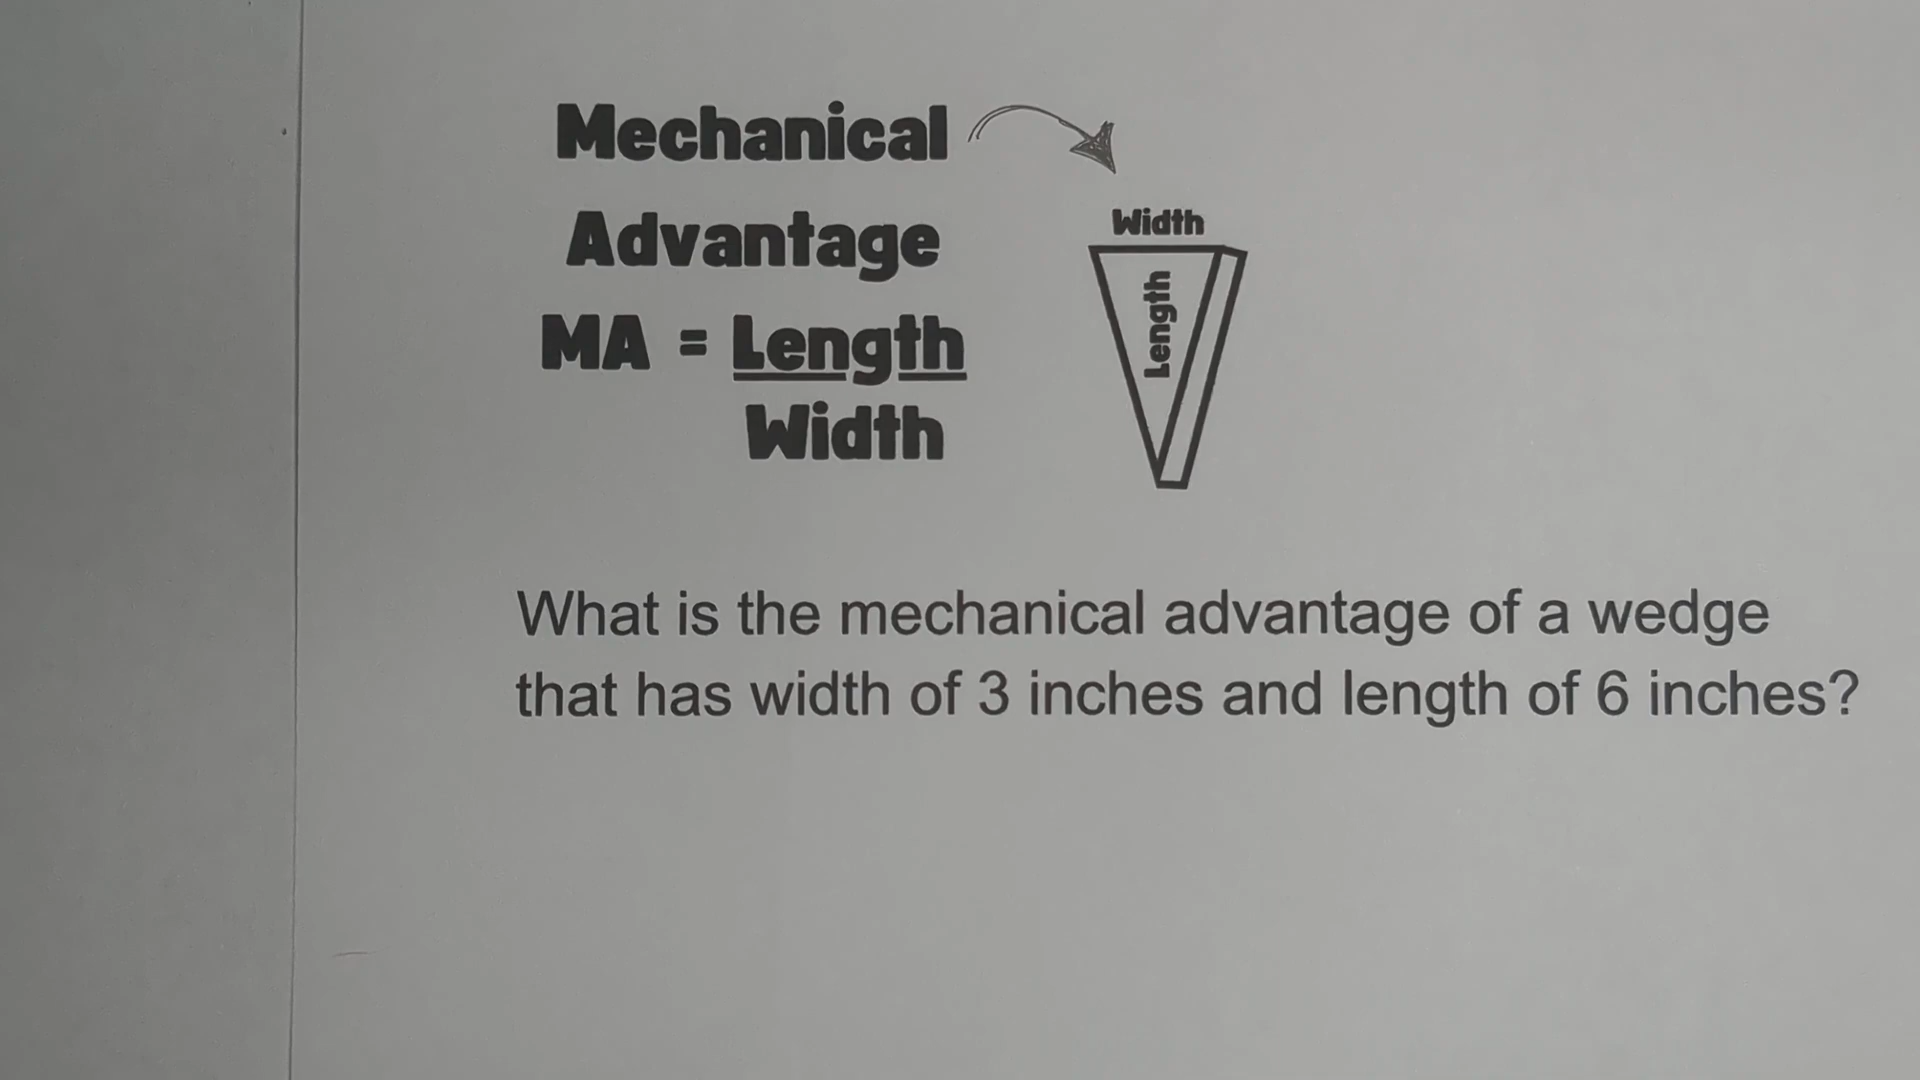 Mechanical
Advantage
MA = Length
Width
Width
Length
What is the mechanical advantage of a wedge
that has width of 3 inches and length of 6 inches?